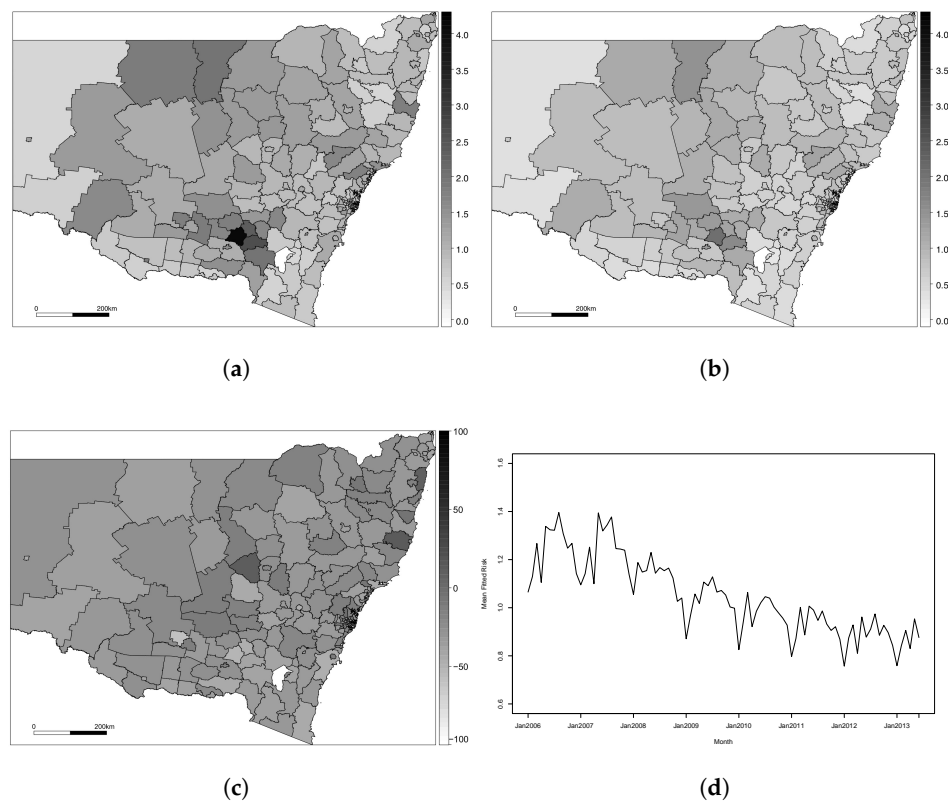 4.0
3.5
3.0
2.5
2.0
1.5
1.0
0.5
0.0
0 200km
(a)
4.0
3.5
3.0
2.5
2.0
1.5
1.0
0.5
0.0
0 200km
(b)
100
50
0
−50
−100
0 200km
(c)
1.6
1.4
1.2
1.0
0.8
0.6
Mean Fitted Risk
Jan2006 Jan2007 Jan2008 Jan2009 Jan2010 Jan2011 Jan2012 Jan2013
Month
(d)